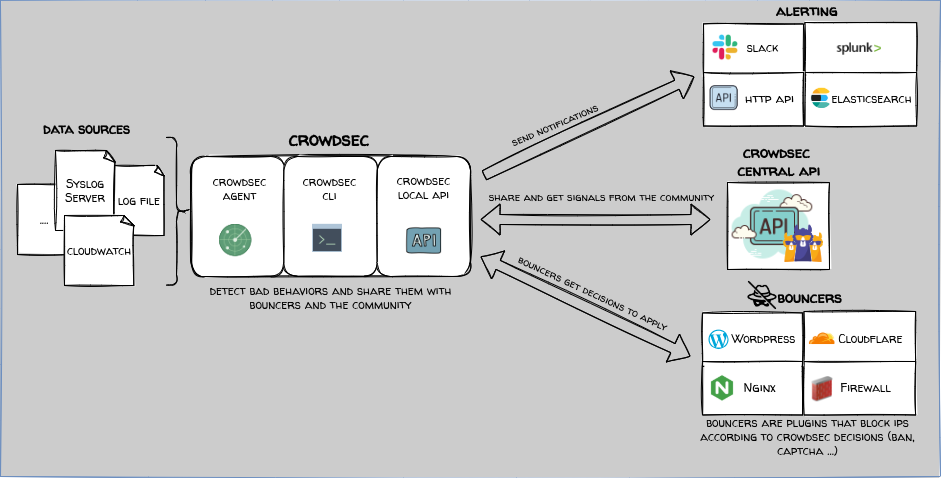 ALERTING
SLACK
splunk>
API
HTTP API
ELASTICSEARCH
DATA SOURCES
SYSLOG
SERVER
....
LOG FILE
CLOUDWATCH
CROWDSEC
CROWDSEC
AGENT
CROWDSEC
CLI
>_
CROWDSEC
LOCAL API
API
DETECT BAD BEHAVIORS AND SHARE THEM WITH
BOUNCERS AND THE COMMUNITY
SEND NOTIFICATIONS
SHARE AND GET SIGNALS FROM THE COMMUNITY
BOUNCERS GET DECISIONS TO APPLY
CROWDSEC
CENTRAL API
API
BOUNCERS
WORDPRESS
CLOUDFLARE
NGINX
FIREWALL
BOUNCERS ARE PLUGINS THAT BLOCK IPS
ACCORDING TO CROWDSEC DECISIONS (BAN,
CAPTCHA ...)